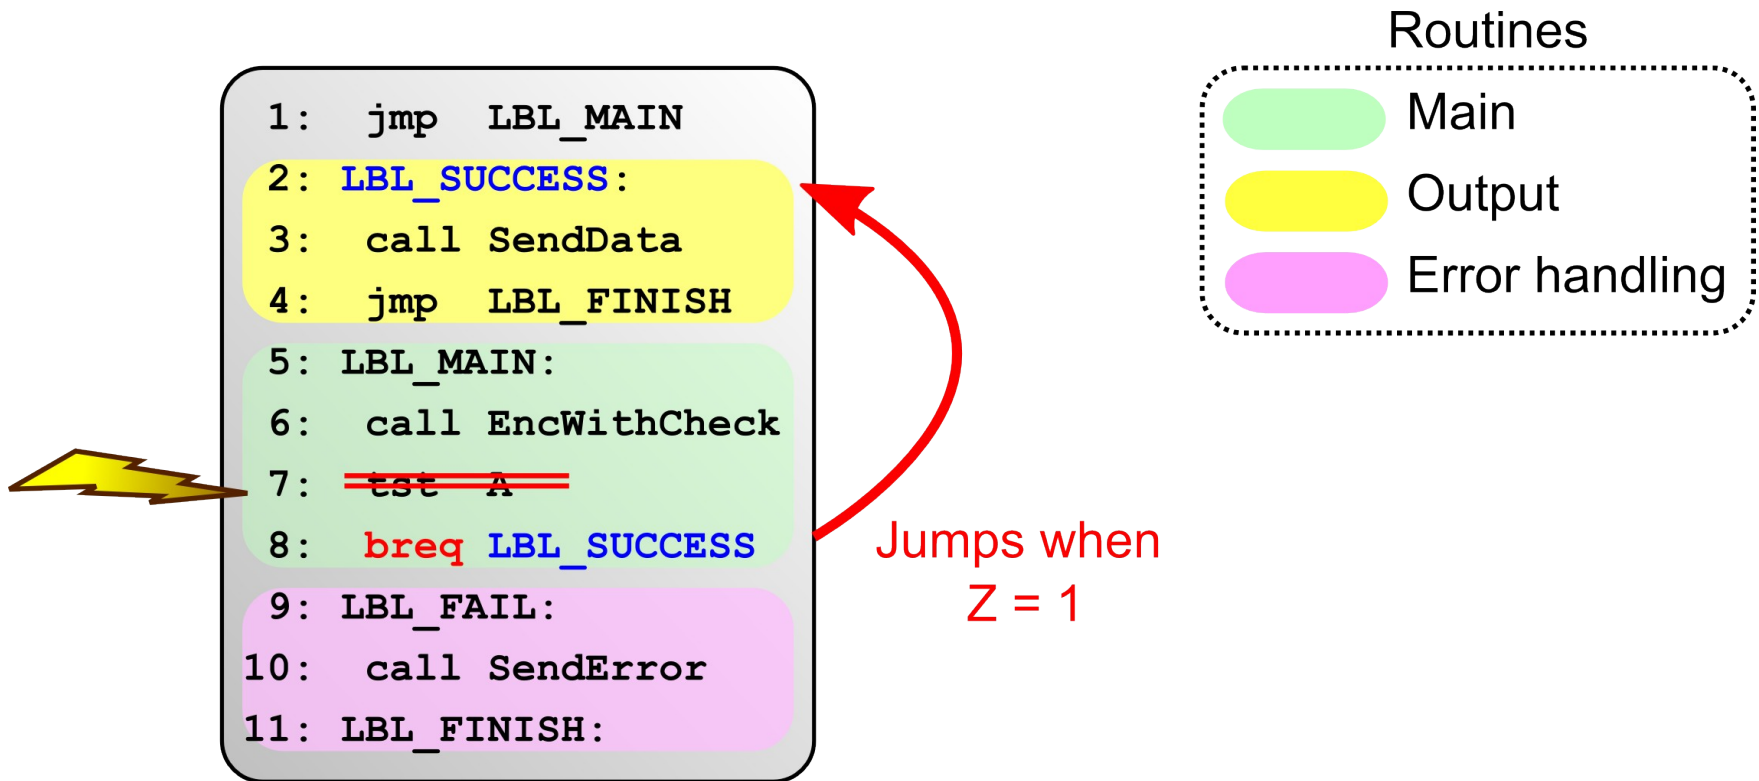 1: jmp LBL_MAIN
2: LBL_SUCCESS:
3: call SendData
4: jmp LBL_FINISH
5: LBL_MAIN:
6: call EncWithCheck
7: tst A
8: breq LBL_SUCCESS
9: LBL_FAIL:
10: call SendError
11: LBL_FINISH:
Jumps when
Z = 1
Routines
Main
Output
Error handling